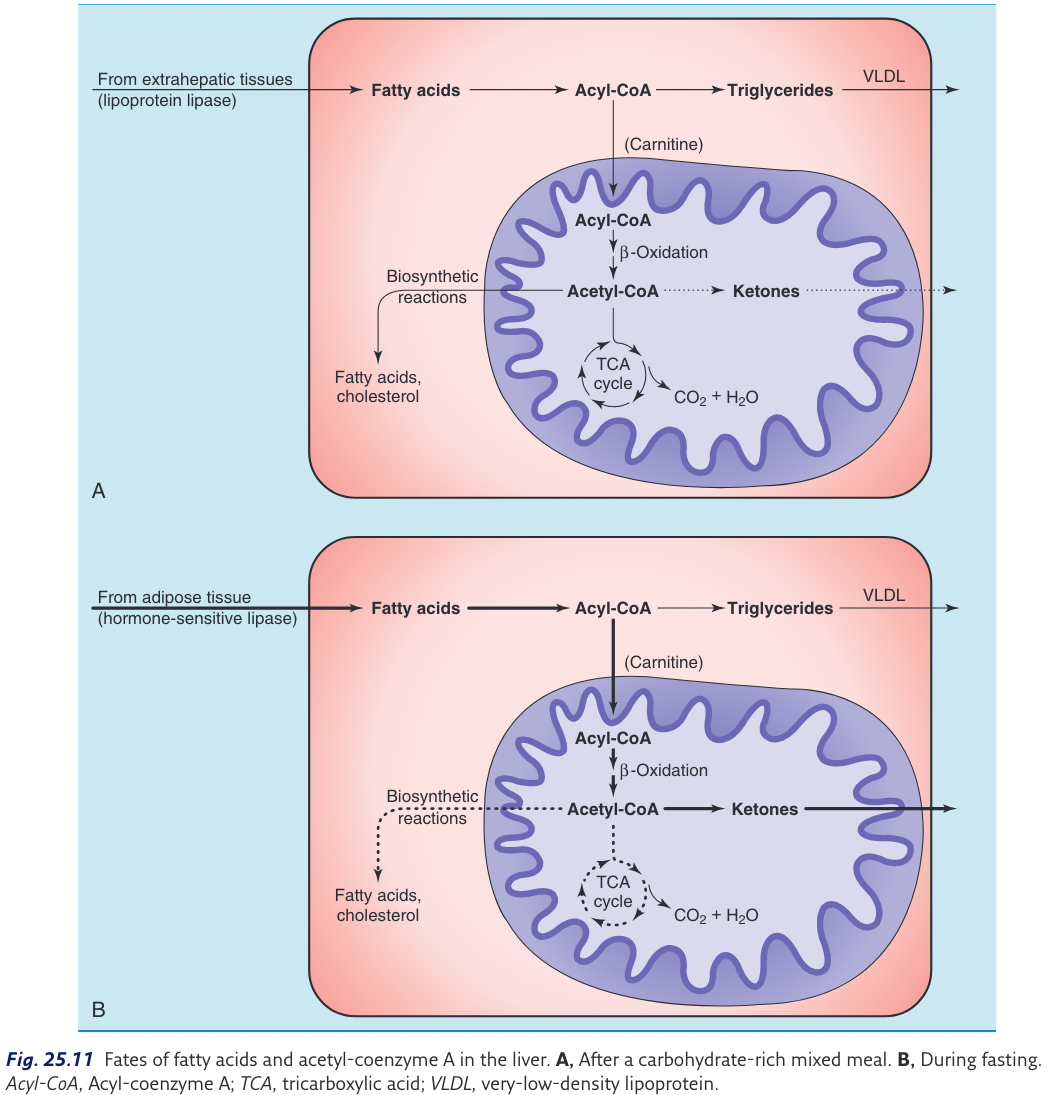 From extrahepatic tissues
(lipoprotein lipase)
Fatty acids
Acyl-CoA
Triglycerides
VLDL
(Carnitine)
Acyl-CoA
β-Oxidation
Biosynthetic
reactions
Acetyl-CoA
Ketones
TCA
cycle
Fatty acids,
cholesterol
CO₂ + H₂O
A
From adipose tissue
(hormone-sensitive lipase)
Fatty acids
Acyl-CoA
Triglycerides
VLDL
(Carnitine)
Acyl-CoA
β-Oxidation
Biosynthetic
reactions
Acetyl-CoA
Ketones
TCA
cycle
Fatty acids,
cholesterol
CO₂ + H₂O
B
Fig. 25.11 Fates of fatty acids and acetyl-coenzyme A in the liver. A, After a carbohydrate-rich mixed meal. B, During fasting.
Acyl-CoA, Acyl-coenzyme A; TCA, tricarboxylic acid; VLDL, very-low-density lipoprotein.